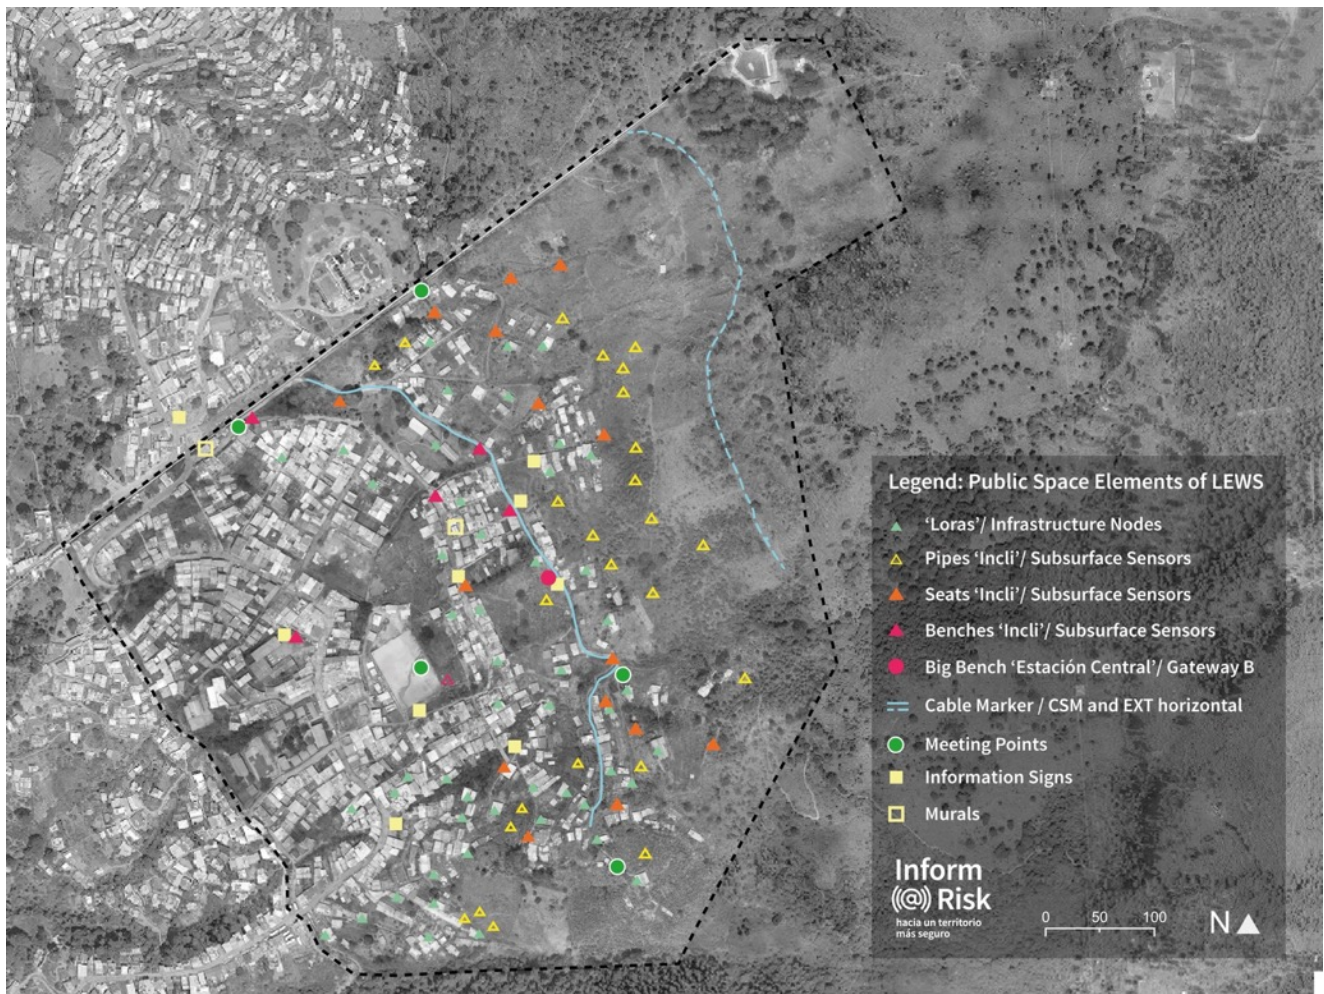 Legend: Public Space Elements of LEWS
‘Loras’/ Infrastructure Nodes
Pipes ‘Incli’/ Subsurface Sensors
Seats ‘Incli’/ Subsurface Sensors
Benches ‘Incli’/ Subsurface Sensors
Big Bench ‘Estación Central’/ Gateway B
Cable Marker / CSM and EXT horizontal
Meeting Points
Information Signs
Murals
Inform
(@) Risk
hacia un territorio
más seguro
0 50 100
N